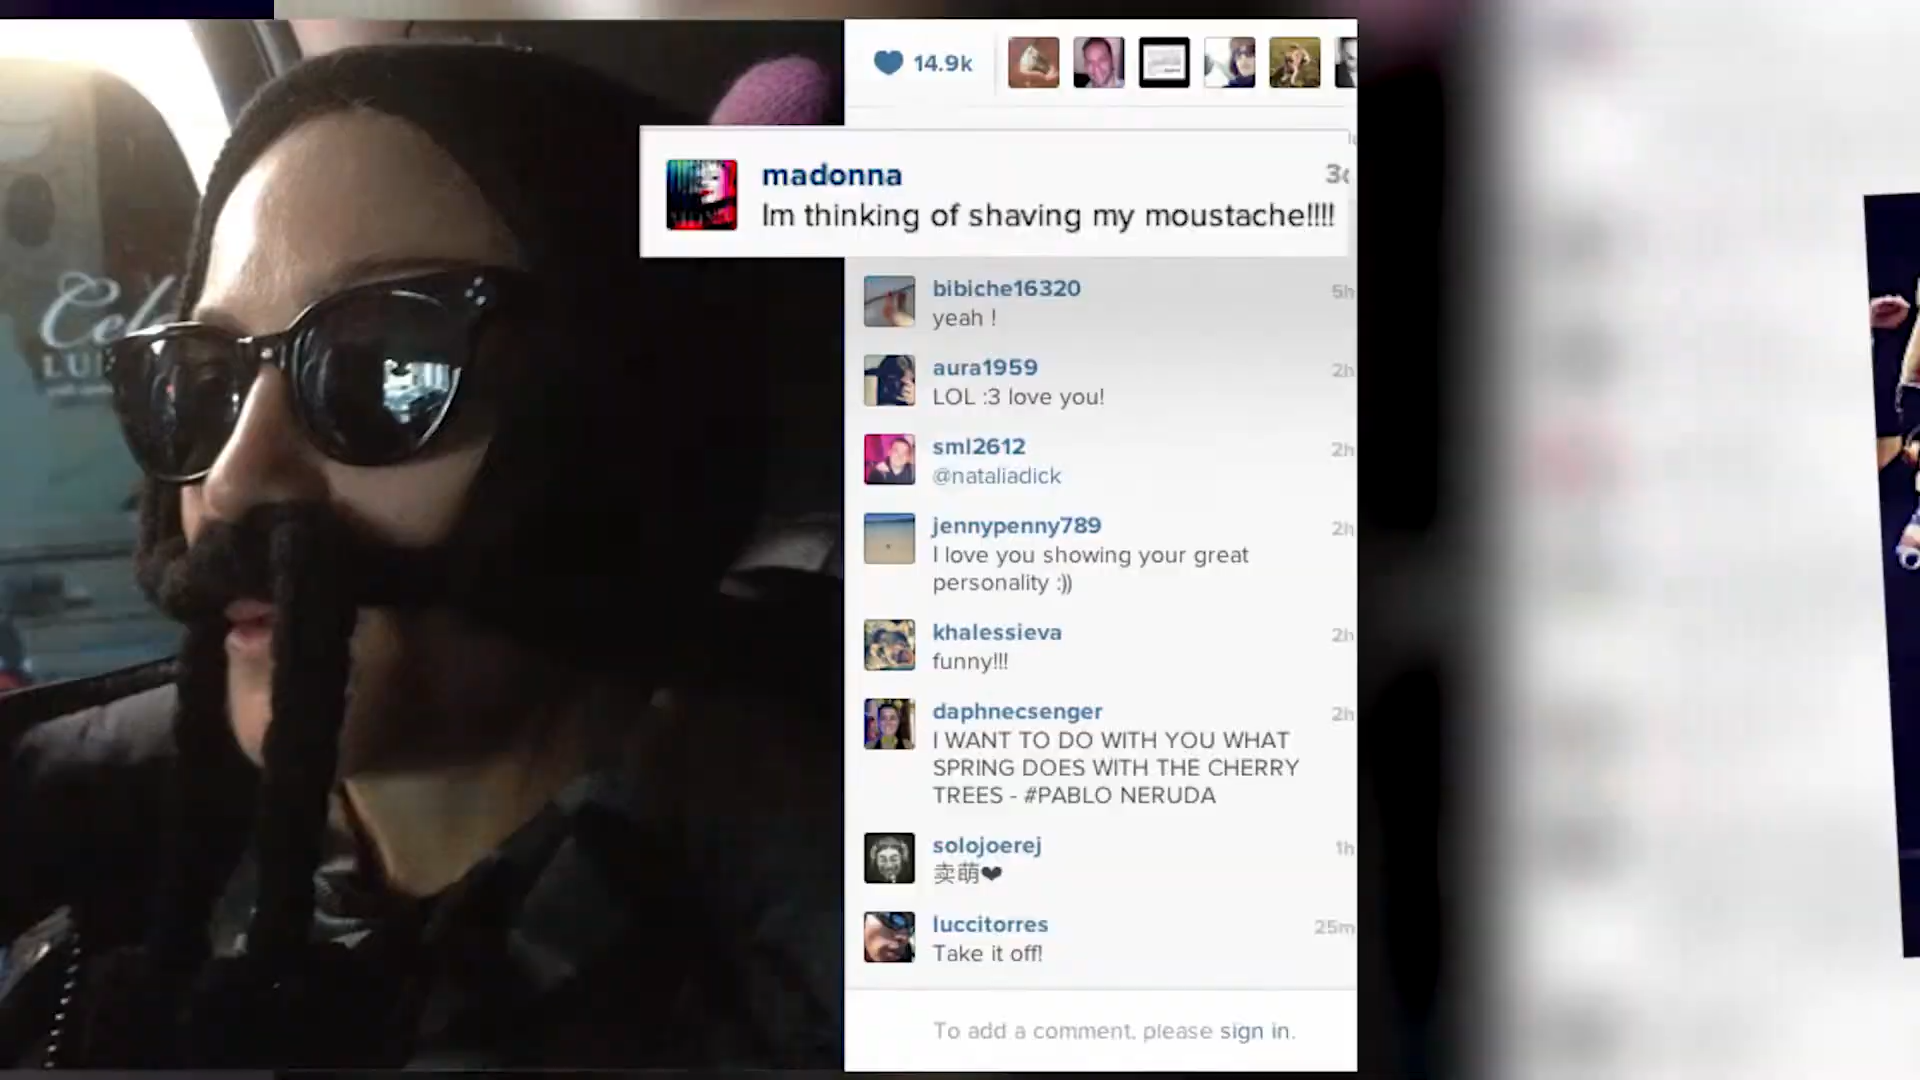 14.9k
madonna
Im thinking of shaving my moustache!!!!
bibiche16320
5h
yeah !
aura1959
2h
LOL :3 love you!
sml2612
2h
@nataliadick
jennypenny789
2h
I love you showing your great
personality :))
khalessieva
2h
funny!!!
daphnecsenger
2h
I WANT TO DO WITH YOU WHAT
SPRING DOES WITH THE CHERRY
TREES - #PABLO NERUDA
solojoerej
1h
卖萌❤
luccitorres
25m
Take it off!
To add a comment, please sign in.